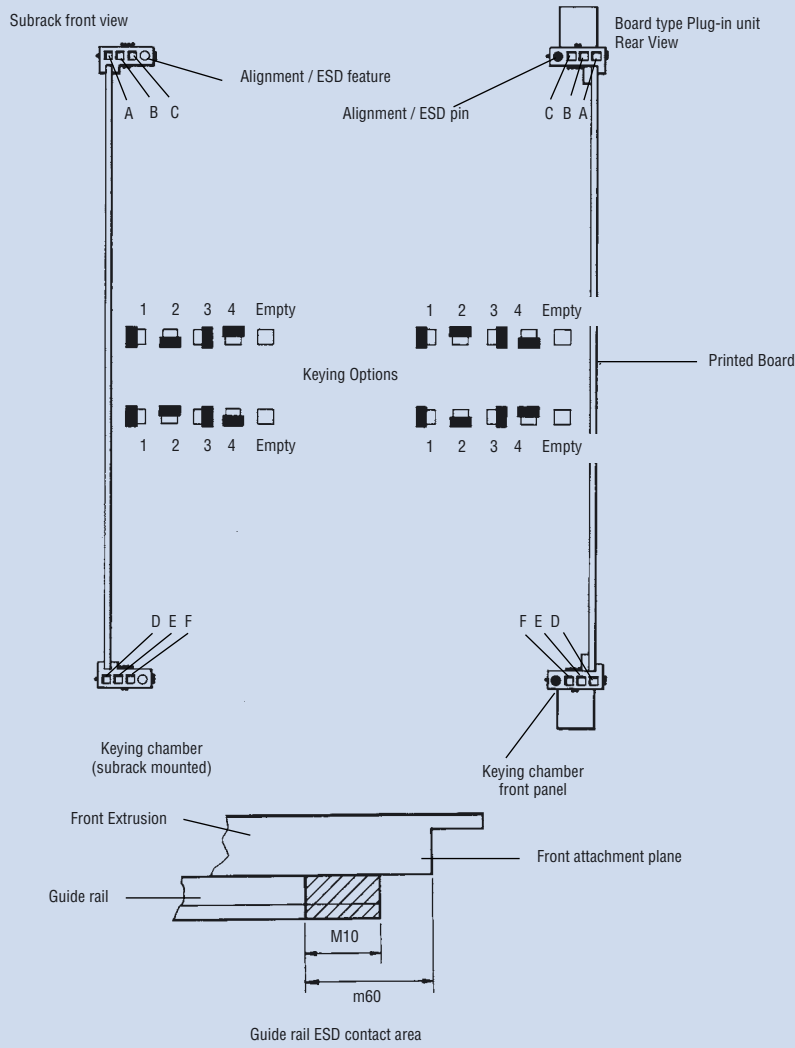 Subrack front view
Board type Plug-in unit
Rear View
Alignment / ESD feature
Alignment / ESD pin
A B C
C B A
1 2 3 4 Empty
1 2 3 4 Empty
Keying Options
Printed Board
1 2 3 4 Empty
1 2 3 4 Empty
D E F
F E D
Keying chamber
(subrack mounted)
Keying chamber
front panel
Front Extrusion
Front attachment plane
Guide rail
M10
m60
Guide rail ESD contact area